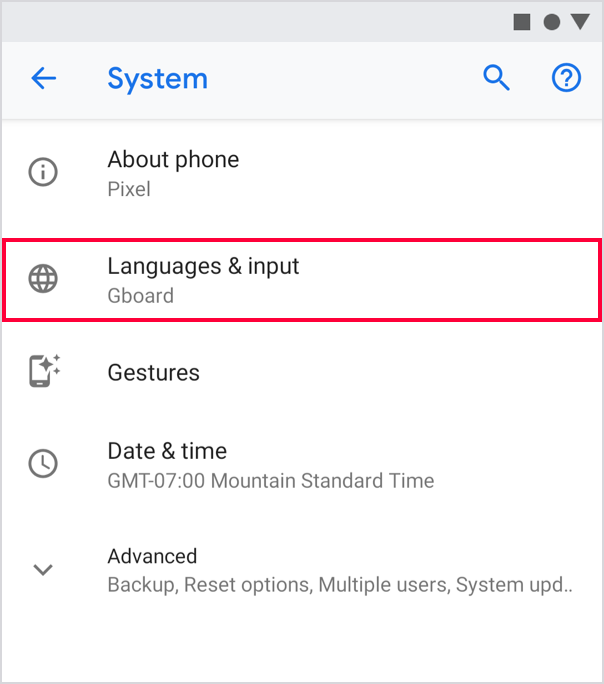 System
About phone
Pixel
Languages & input
Gboard
Gestures
Date & time
GMT-07:00 Mountain Standard Time
Advanced
Backup, Reset options, Multiple users, System upd..